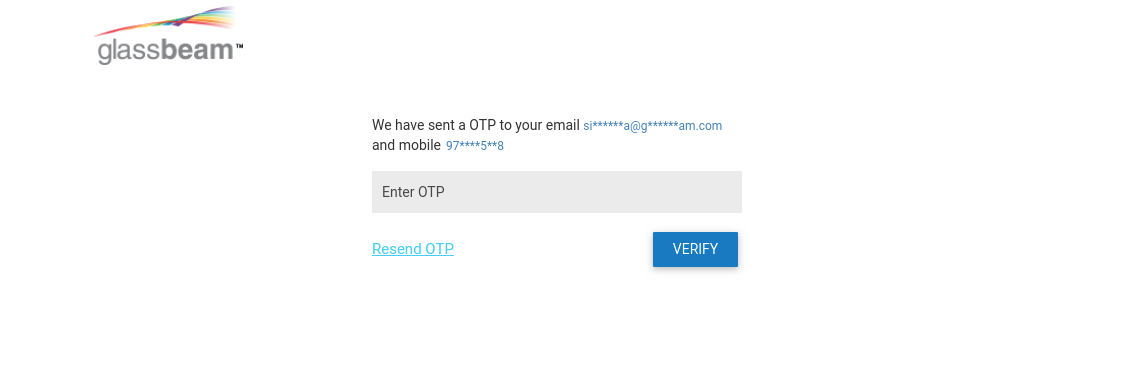 glassbeam™
We have sent a OTP to your email si******a@g******am.com
and mobile 97****5**8
Enter OTP
Resend OTP
VERIFY